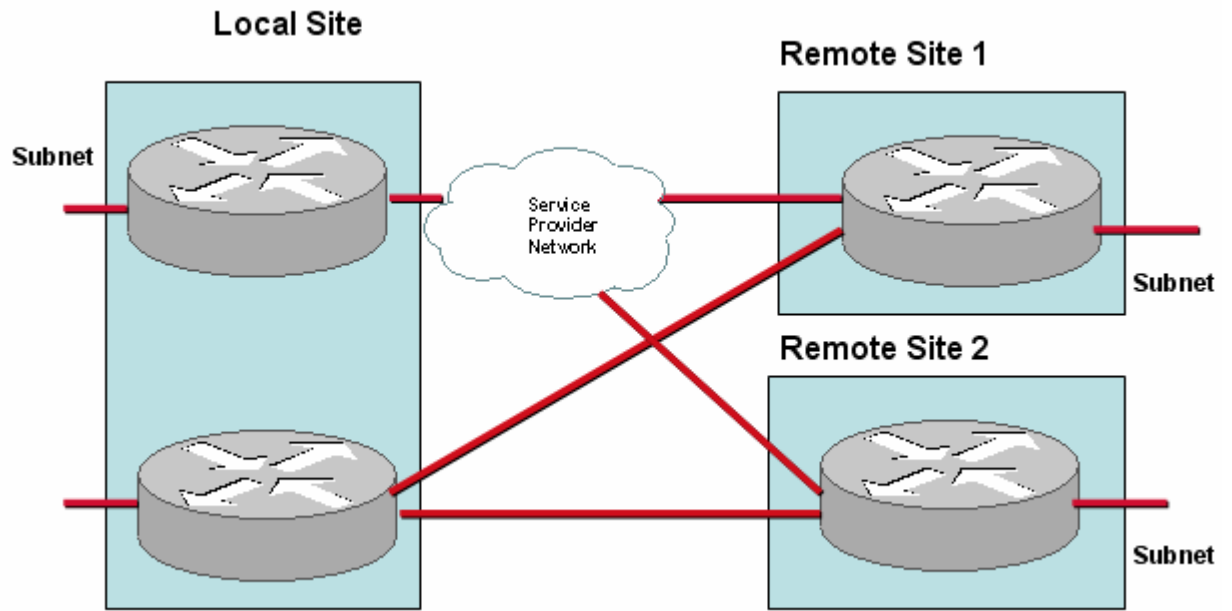 Local Site
Remote Site 1
Subnet
Service
Provider
Network
Subnet
Remote Site 2
Subnet